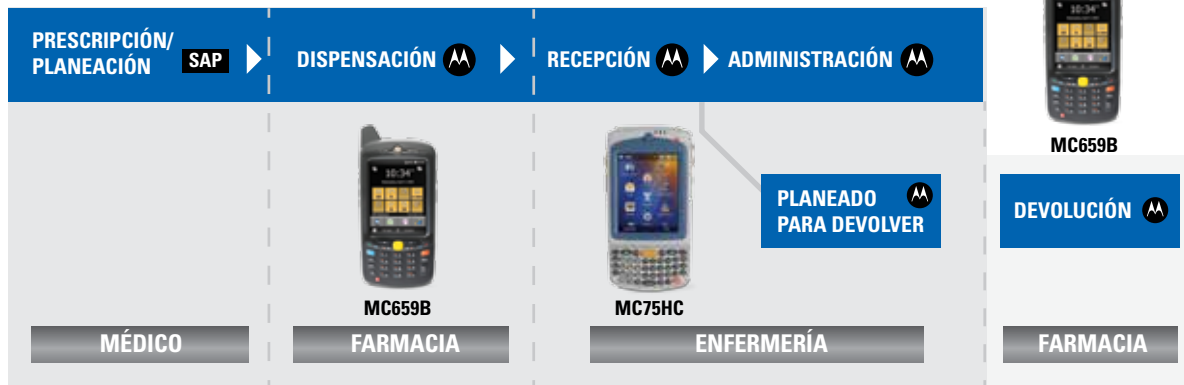 PRESCRIPCIÓN/
PLANEACIÓN SAP
DISPENSACIÓN
RECEPCIÓN
ADMINISTRACIÓN
10:34
MC659B
10:34
MC659B
MC75HC
PLANEADO
PARA DEVOLVER
DEVOLUCIÓN
MÉDICO
FARMACIA
ENFERMERÍA
FARMACIA